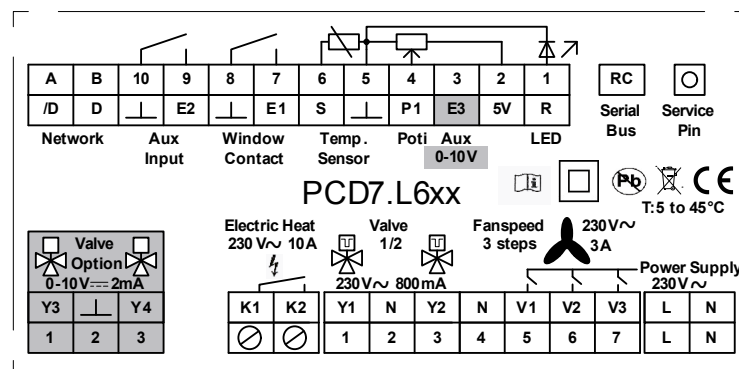 A B 10 9 8 7 6 5 4 3 2 1 RC
/D D E2 E1 S P1 E3 5V R
Serial Bus
Service Pin
Network
Aux Input
Window Contact
Temp. Sensor
Poti
Aux
0-10V
LED
Pb
CE
PCD7.L6xx
T:5 to 45°C
Valve Option
0-10V 2mA
Y3 Y4
1 2 3
Electric Heat
230V~ 10A
Valve
1/2
230V~ 800mA
Fanspeed
3 steps
230V~
3A
Power Supply
230V~
K1 K2 Y1 N Y2 N V1 V2 V3 L N
1 2 3 4 5 6 7 L N